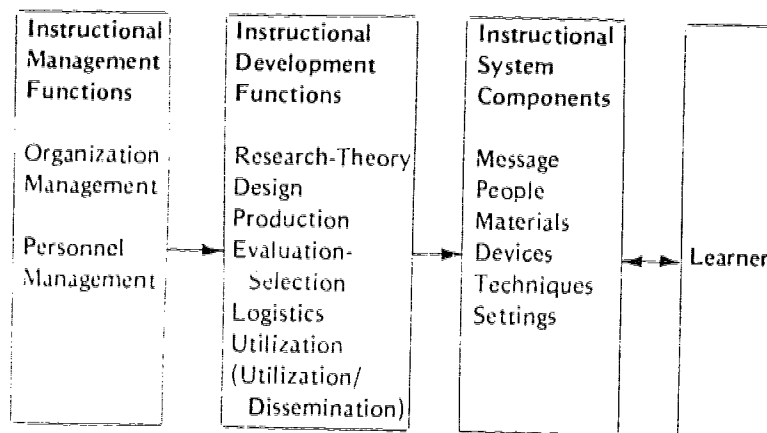 Instructional
Management
Functions
Organization
Management
Personnel
Management
Instructional
Development
Functions
Research-Theory
Design
Production
Evaluation-
Selection
Logistics
Utilization
(Utilization/
Dissemination)
Instructional
System
Components
Message
People
Materials
Devices
Techniques
Settings
Learner